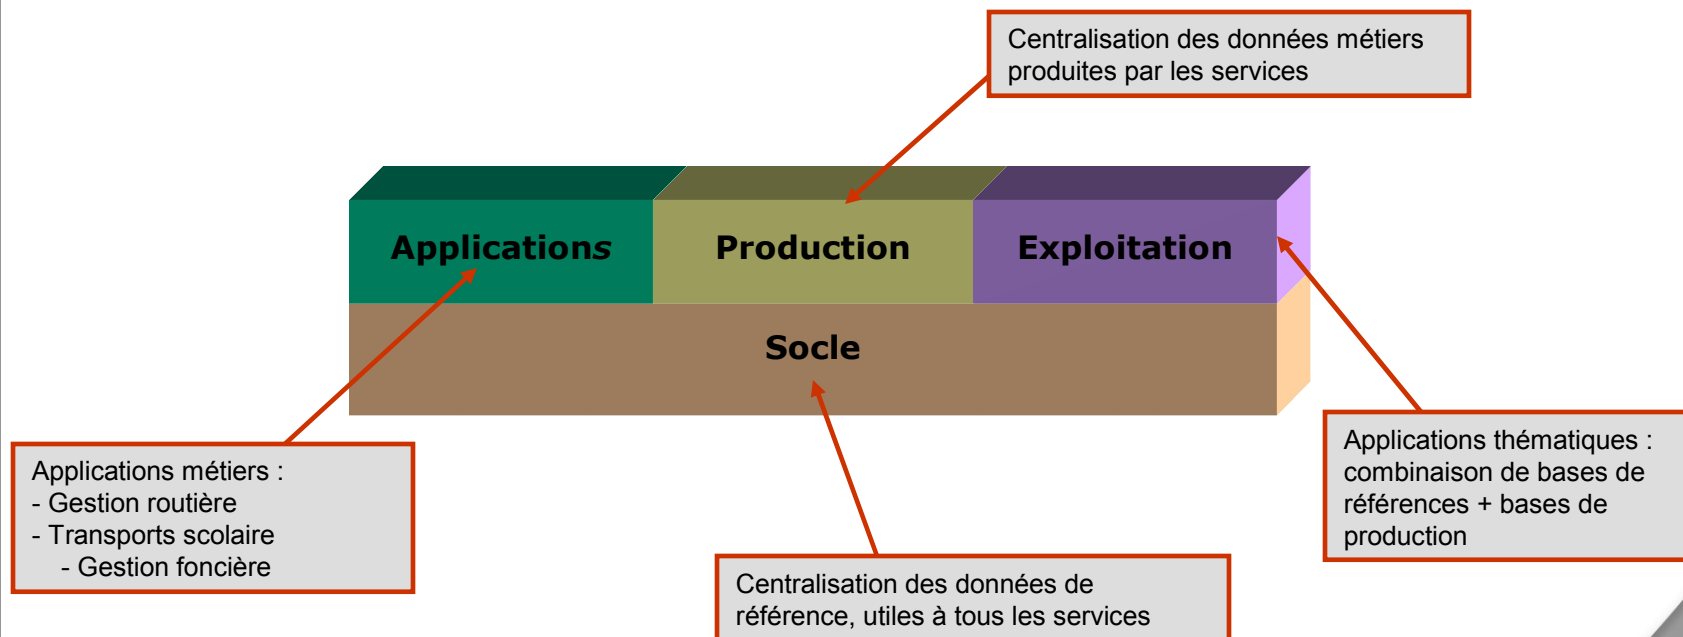 Centralisation des données métiers
produites par les services
Applications
Production
Exploitation
Socle
Applications métiers :
- Gestion routière
- Transports scolaire
- Gestion foncière
Centralisation des données de
référence, utiles à tous les services
Applications thématiques :
combinaison de bases de
références + bases de
production